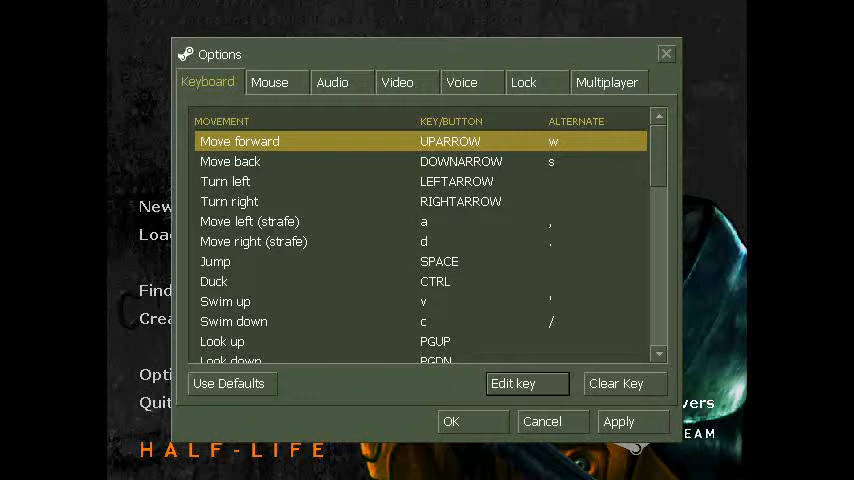 Options
Keyboard Mouse Audio Video Voice Lock Multiplayer
MOVEMENT KEY/BUTTON ALTERNATE
Move forward UPARROW w
Move back DOWNARROW s
Turn left LEFTARROW
Turn right RIGHTARROW
Move left (strafe) a ,
Move right (strafe) d .
Jump SPACE
Duck CTRL
Swim up v '
Swim down c /
Look up PGUP
Look down PGDN
Use Defaults Edit key Clear Key
OK Cancel Apply
New
Loa
Find
Crea
Opti
Quit
vers
EAM
HALF-LIFE